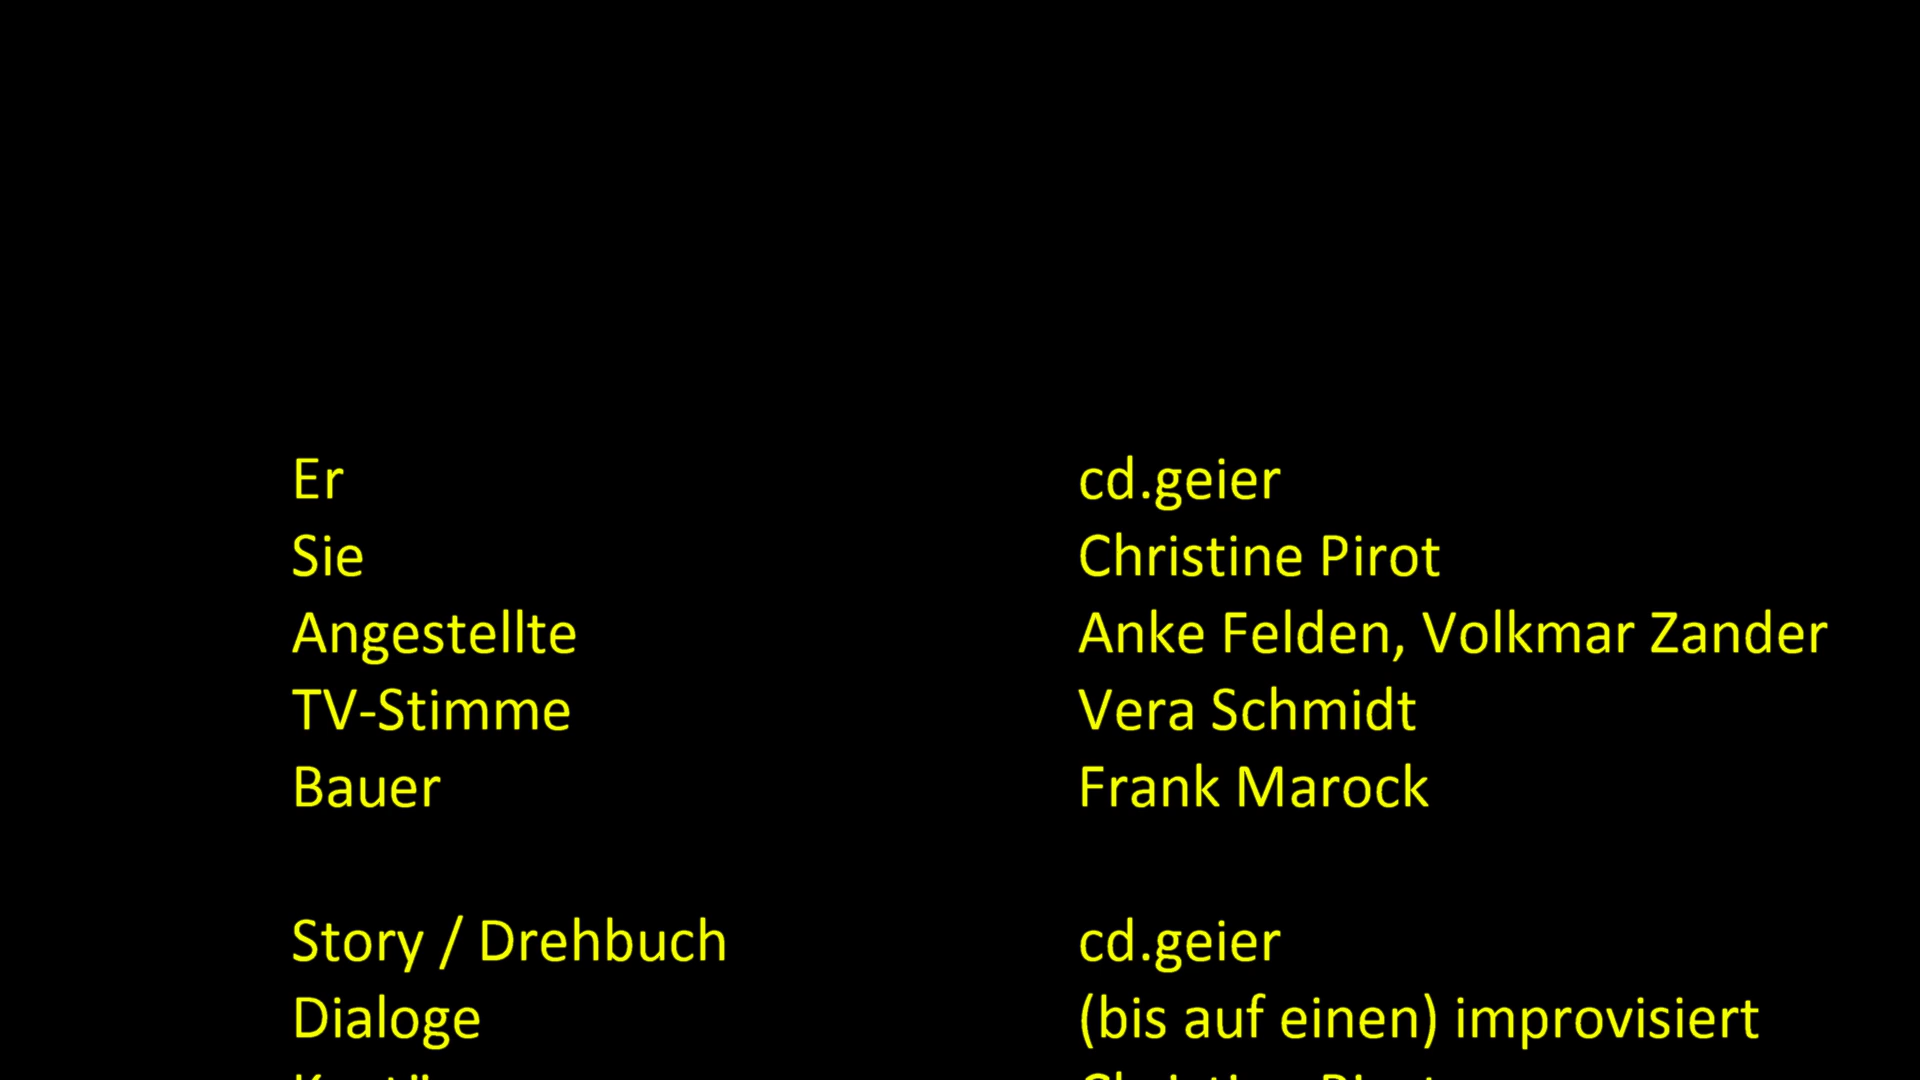 Er cd.geier
Sie Christine Pirot
Angestellte Anke Felden, Volkmar Zander
TV-Stimme Vera Schmidt
Bauer Frank Marock
Story / Drehbuch cd.geier
Dialoge (bis auf einen) improvisiert